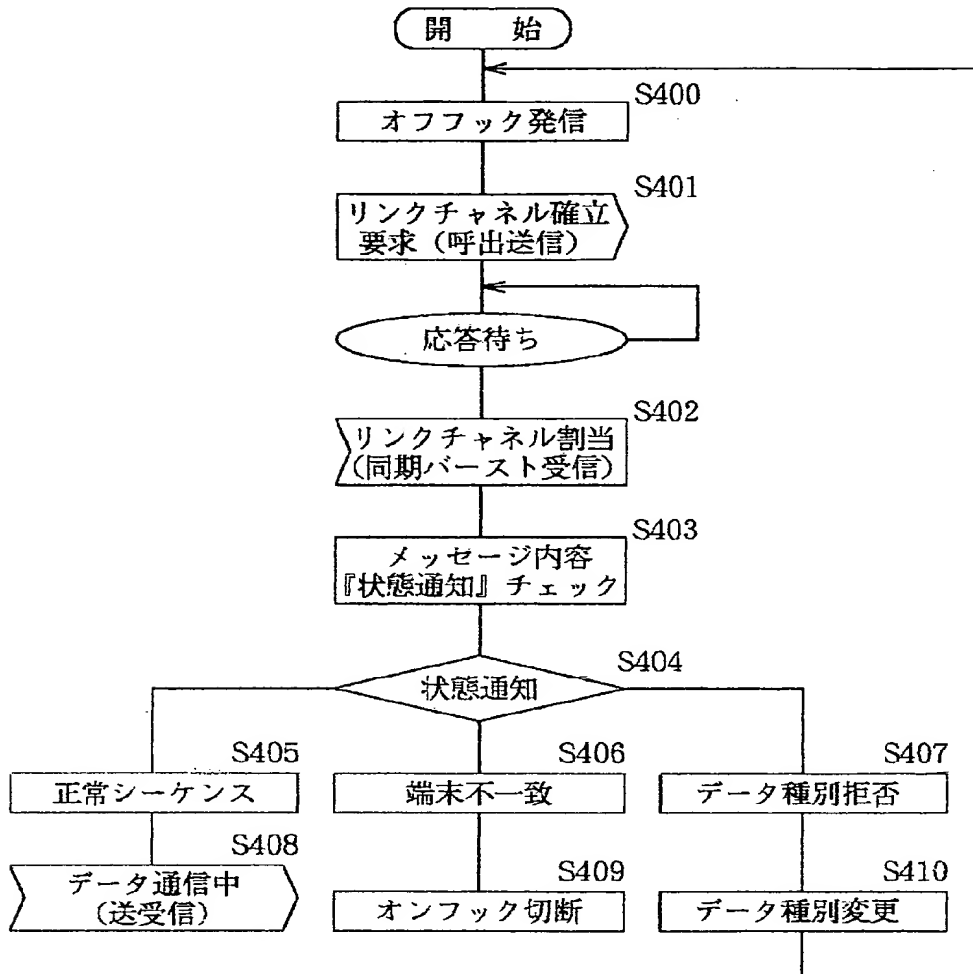 開 始
S400
オフフック発信
S401
リンクチャネル確立
要求（呼出送信）
応答待ち
S402
リンクチャネル割当
(同期バースト受信)
S403
メッセージ内容
『状態通知』チェック
S404
状態通知
S405
正常シーケンス
S406
端末不一致
S407
データ種別拒否
S408
データ通信中
(送受信)
S409
オンフック切断
S410
データ種別変更